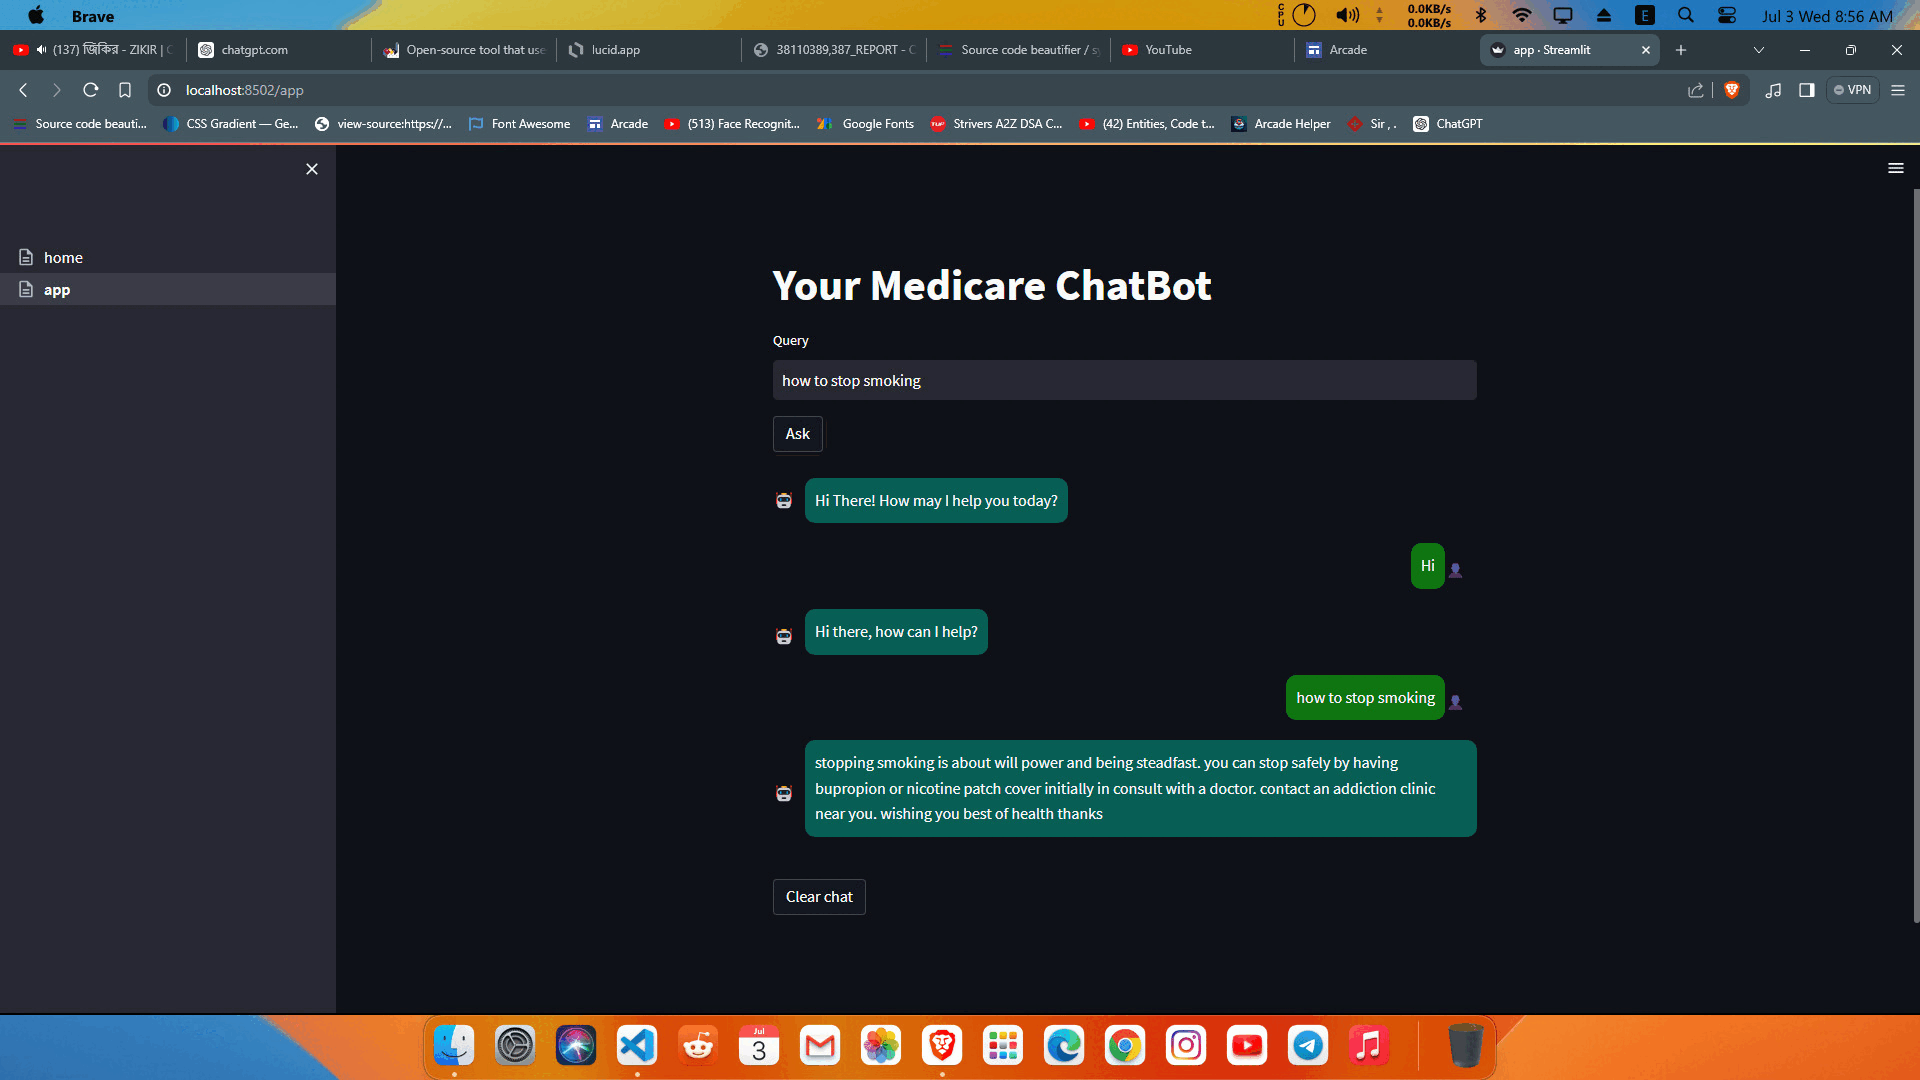 Brave
CPU
0.0KB/s
0.0KB/s
E
Jul 3 Wed 8:56 AM
(137) জিকির - ZIKIR | C
chatgpt.com
Open-source tool that use
lucid.app
38110389,387_REPORT - C
Source code beautifier / sy
YouTube
Arcade
app · Streamlit
localhost:8502/app
VPN
Source code beauti...
CSS Gradient — Ge...
view-source:https://...
Font Awesome
Arcade
(513) Face Recognit...
Google Fonts
Strivers A2Z DSA C...
(42) Entities, Code t...
Arcade Helper
Sir , .
ChatGPT
home
app
Your Medicare ChatBot
Query
how to stop smoking
Ask
Hi There! How may I help you today?
Hi
Hi there, how can I help?
how to stop smoking
stopping smoking is about will power and being steadfast. you can stop safely by having
bupropion or nicotine patch cover initially in consult with a doctor. contact an addiction clinic
near you. wishing you best of health thanks
Clear chat
Jul
3